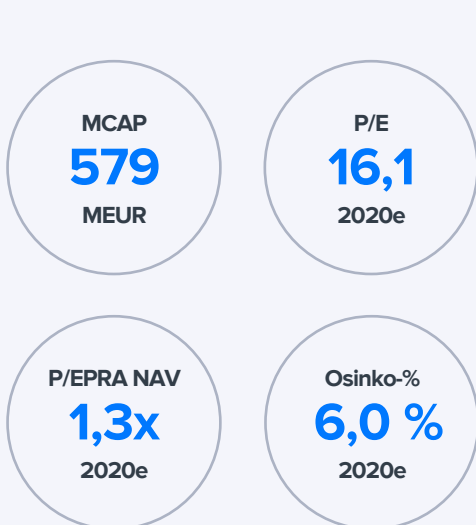 MCAP
579
MEUR
P/E
16,1
2020e
P/EPRA NAV
1,3x
2020e
Osinko-%
6,0 %
2020e